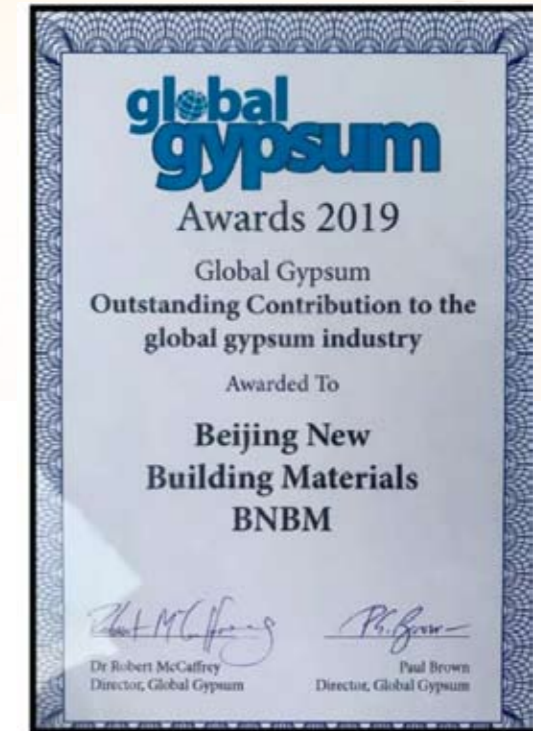 global
gypsum
Awards 2019
Global Gypsum
Outstanding Contribution to the
global gypsum industry
Awarded To
Beijing New
Building Materials
BNBM
Dr Robert McCaffrey
Director, Global Gypsum
Paul Brown
Director, Global Gypsum